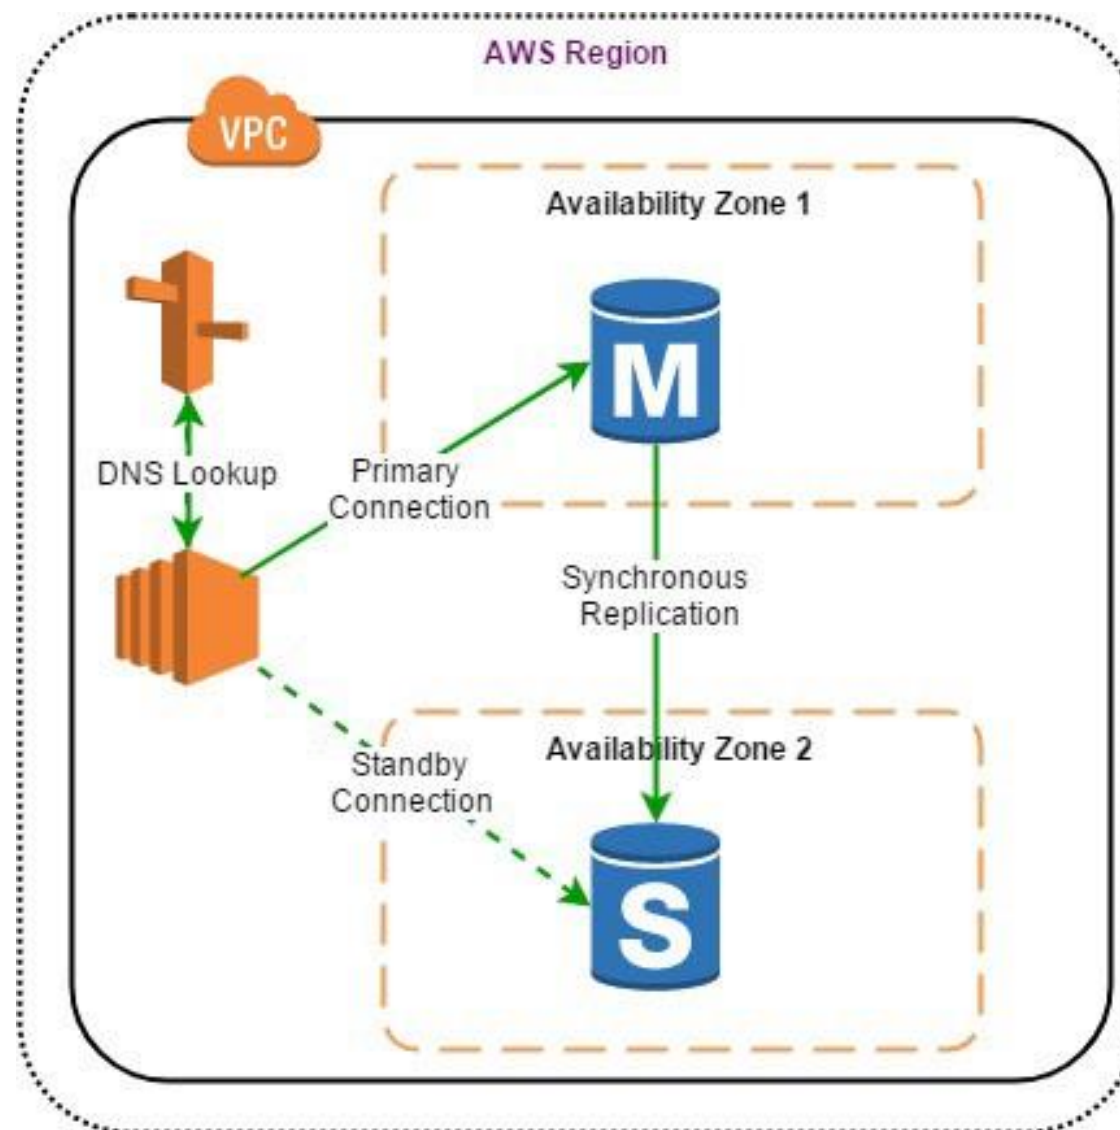 AWS Region
VPC
Availability Zone 1
M
DNS Lookup
Primary
Connection
Synchronous
Replication
Availability Zone 2
Standby
Connection
S